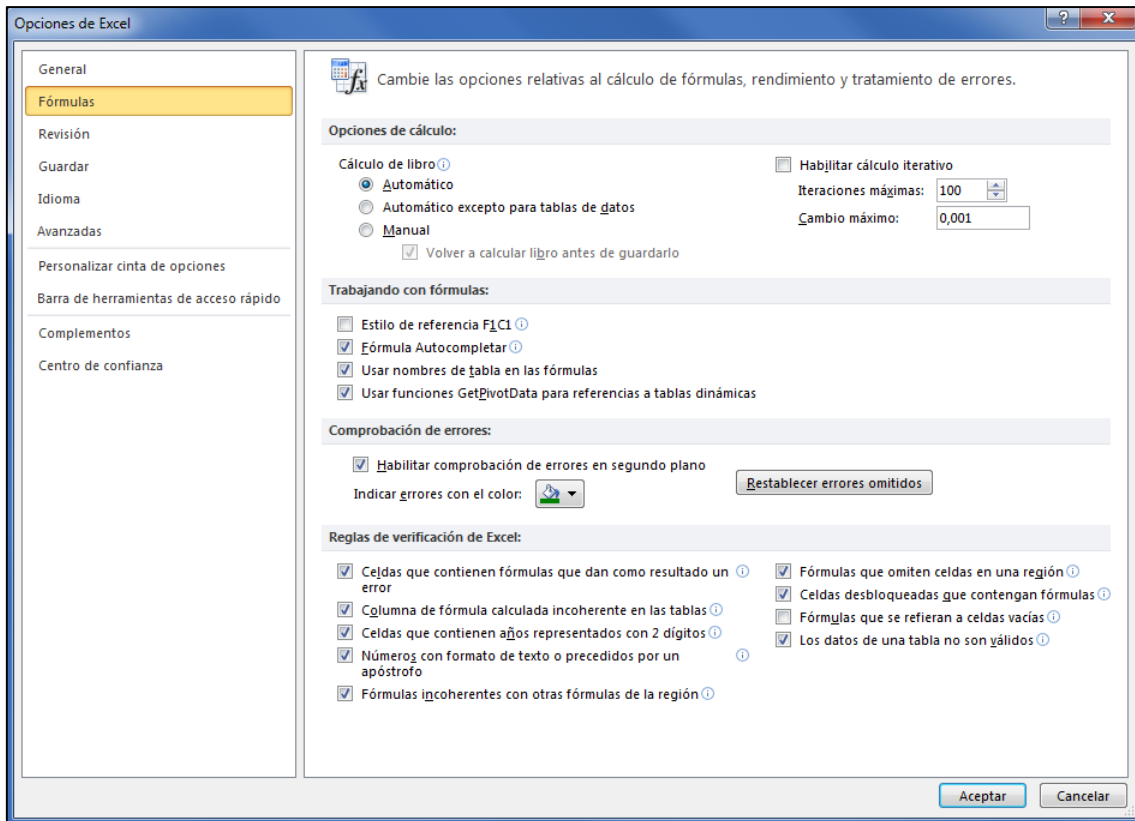 Opciones de Excel
General
Fórmulas
Revisión
Guardar
Idioma
Avanzadas
Personalizar cinta de opciones
Barra de herramientas de acceso rápido
Complementos
Centro de confianza
Cambie las opciones relativas al cálculo de fórmulas, rendimiento y tratamiento de errores.
Opciones de cálculo:
Cálculo de libro
Automático
Automático excepto para tablas de datos
Manual
Volver a calcular libro antes de guardarlo
Habilitar cálculo iterativo
Iteraciones máximas: 100
Cambio máximo: 0,001
Trabajando con fórmulas:
Estilo de referencia F1C1
Fórmula Autocompletar
Usar nombres de tabla en las fórmulas
Usar funciones GetPivotData para referencias a tablas dinámicas
Comprobación de errores:
Habilitar comprobación de errores en segundo plano
Indicar errores con el color:
Restablecer errores omitidos
Reglas de verificación de Excel:
Celdas que contienen fórmulas que dan como resultado un
error
Columna de fórmula calculada incoherente en las tablas
Celdas que contienen años representados con 2 dígitos
Números con formato de texto o precedidos por un
apóstrofo
Fórmulas incoherentes con otras fórmulas de la región
Fórmulas que omiten celdas en una región
Celdas desbloqueadas que contengan fórmulas
Fórmulas que se refieran a celdas vacías
Los datos de una tabla no son válidos
Aceptar
Cancelar